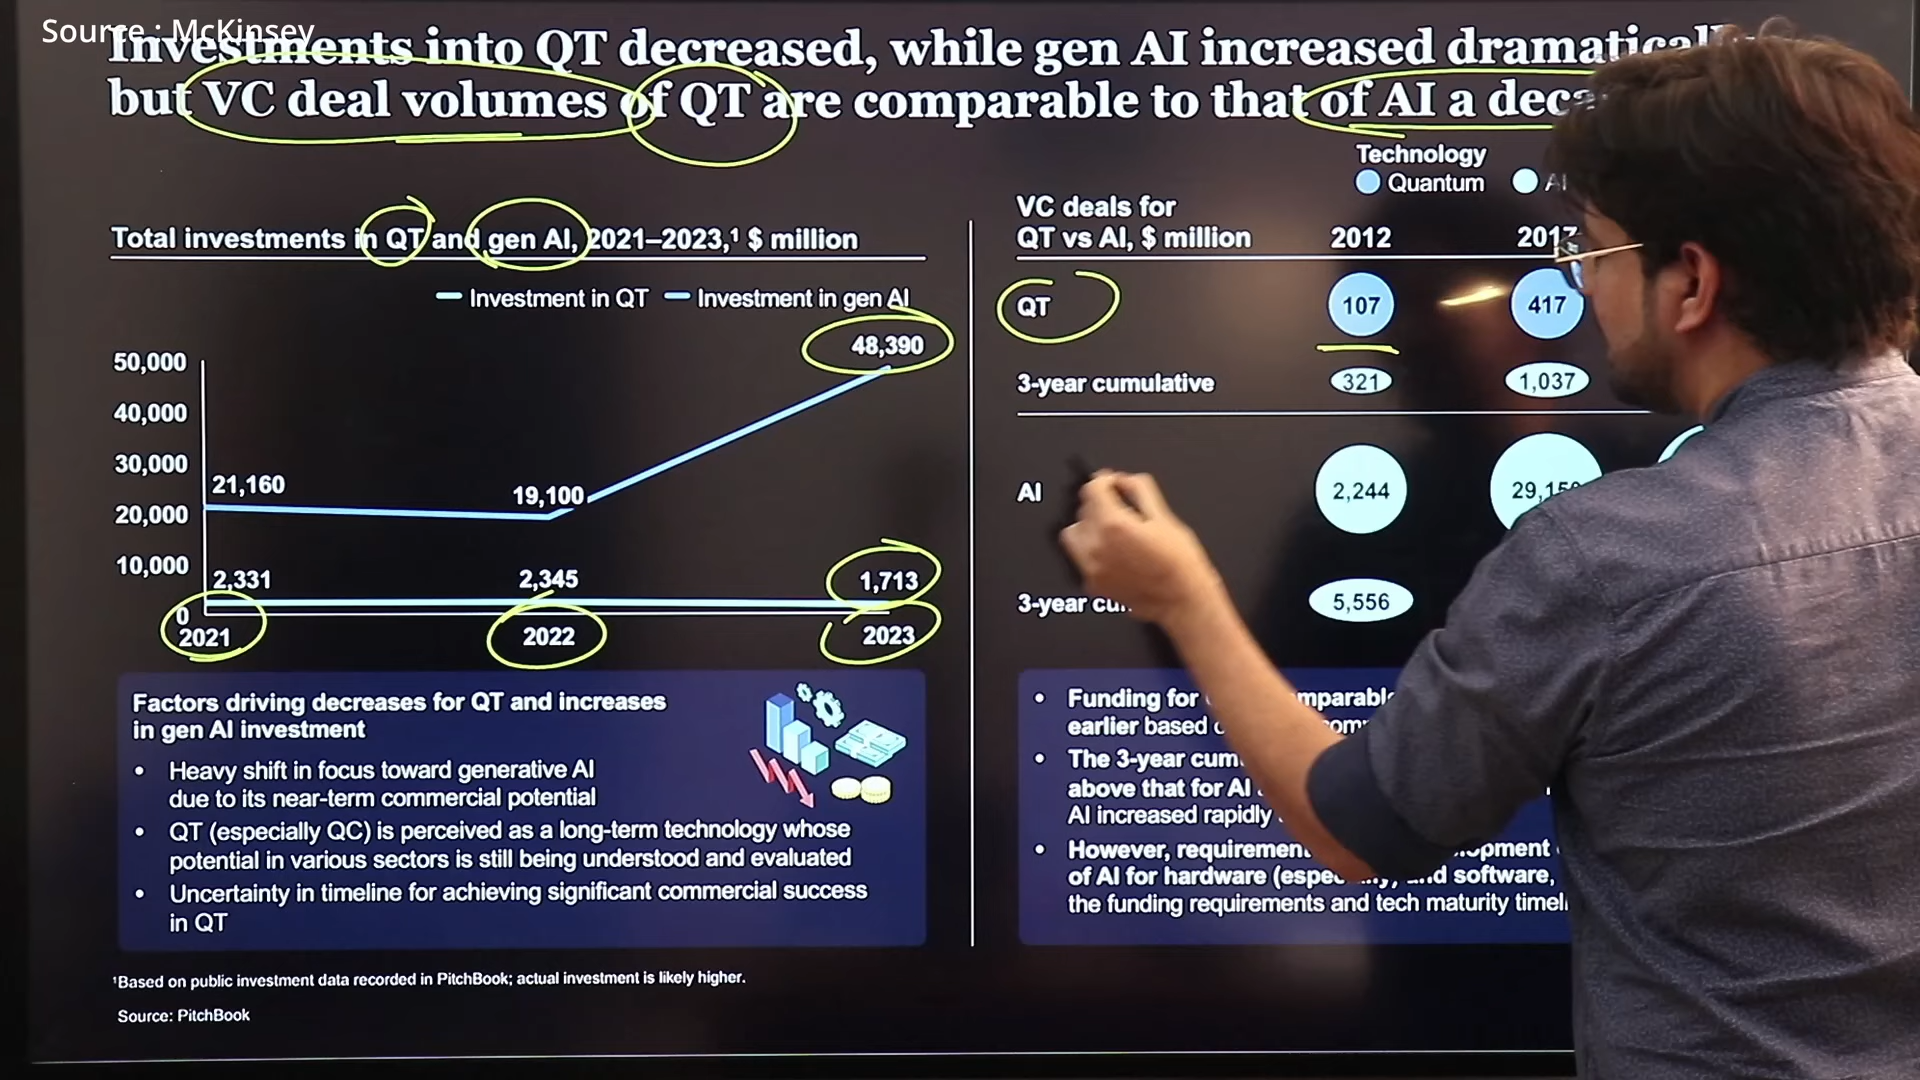 Source : McKinsey
Investments into QT decreased, while gen AI increased
but VC deal volumes of QT are comparable to that of AI a
Technology
Quantum AI
Total investments in QT and gen AI, 2021–2023,¹ $ million
Investment in QT Investment in gen AI
50,000
40,000
30,000
20,000
10,000
0
48,390
21,160
19,100
2,331
2,345
1,713
2021
2022
2023
Factors driving decreases for QT and increases
in gen AI investment
• Heavy shift in focus toward generative AI
due to its near-term commercial potential
• QT (especially QC) is perceived as a long-term technology whose
potential in various sectors is still being understood and evaluated
• Uncertainty in timeline for achieving significant commercial success
in QT
¹Based on public investment data recorded in PitchBook; actual investment is likely higher.
Source: PitchBook
VC deals for
QT vs AI, $ million 2012 2017
QT 107 417
3-year cumulative 321 1,037
AI 2,244
3-year 5,556
• Funding for
earlier based
• The 3-year
above that for AI
AI increased rapidly
• However,
of AI for hardware and software,
the funding requirements and tech maturity